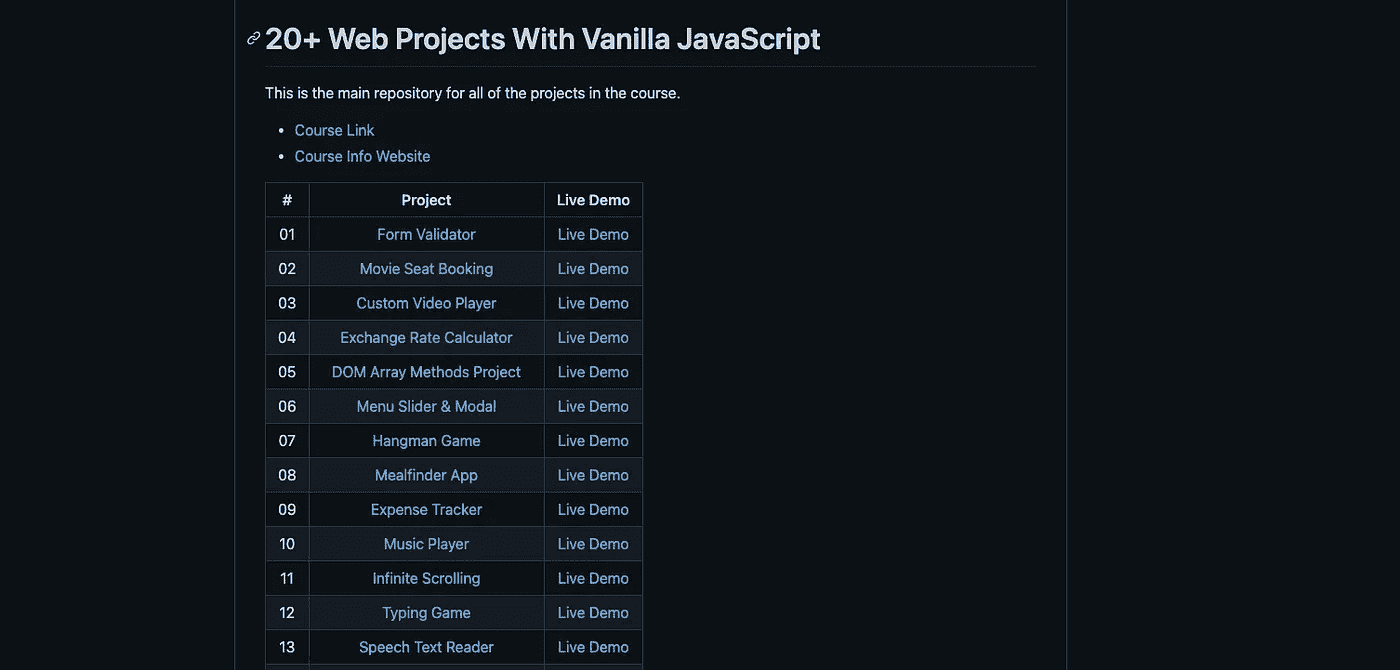 20+ Web Projects With Vanilla JavaScript
This is the main repository for all of the projects in the course.
• Course Link
• Course Info Website
# Project Live Demo
01 Form Validator Live Demo
02 Movie Seat Booking Live Demo
03 Custom Video Player Live Demo
04 Exchange Rate Calculator Live Demo
05 DOM Array Methods Project Live Demo
06 Menu Slider & Modal Live Demo
07 Hangman Game Live Demo
08 Mealfinder App Live Demo
09 Expense Tracker Live Demo
10 Music Player Live Demo
11 Infinite Scrolling Live Demo
12 Typing Game Live Demo
13 Speech Text Reader Live Demo